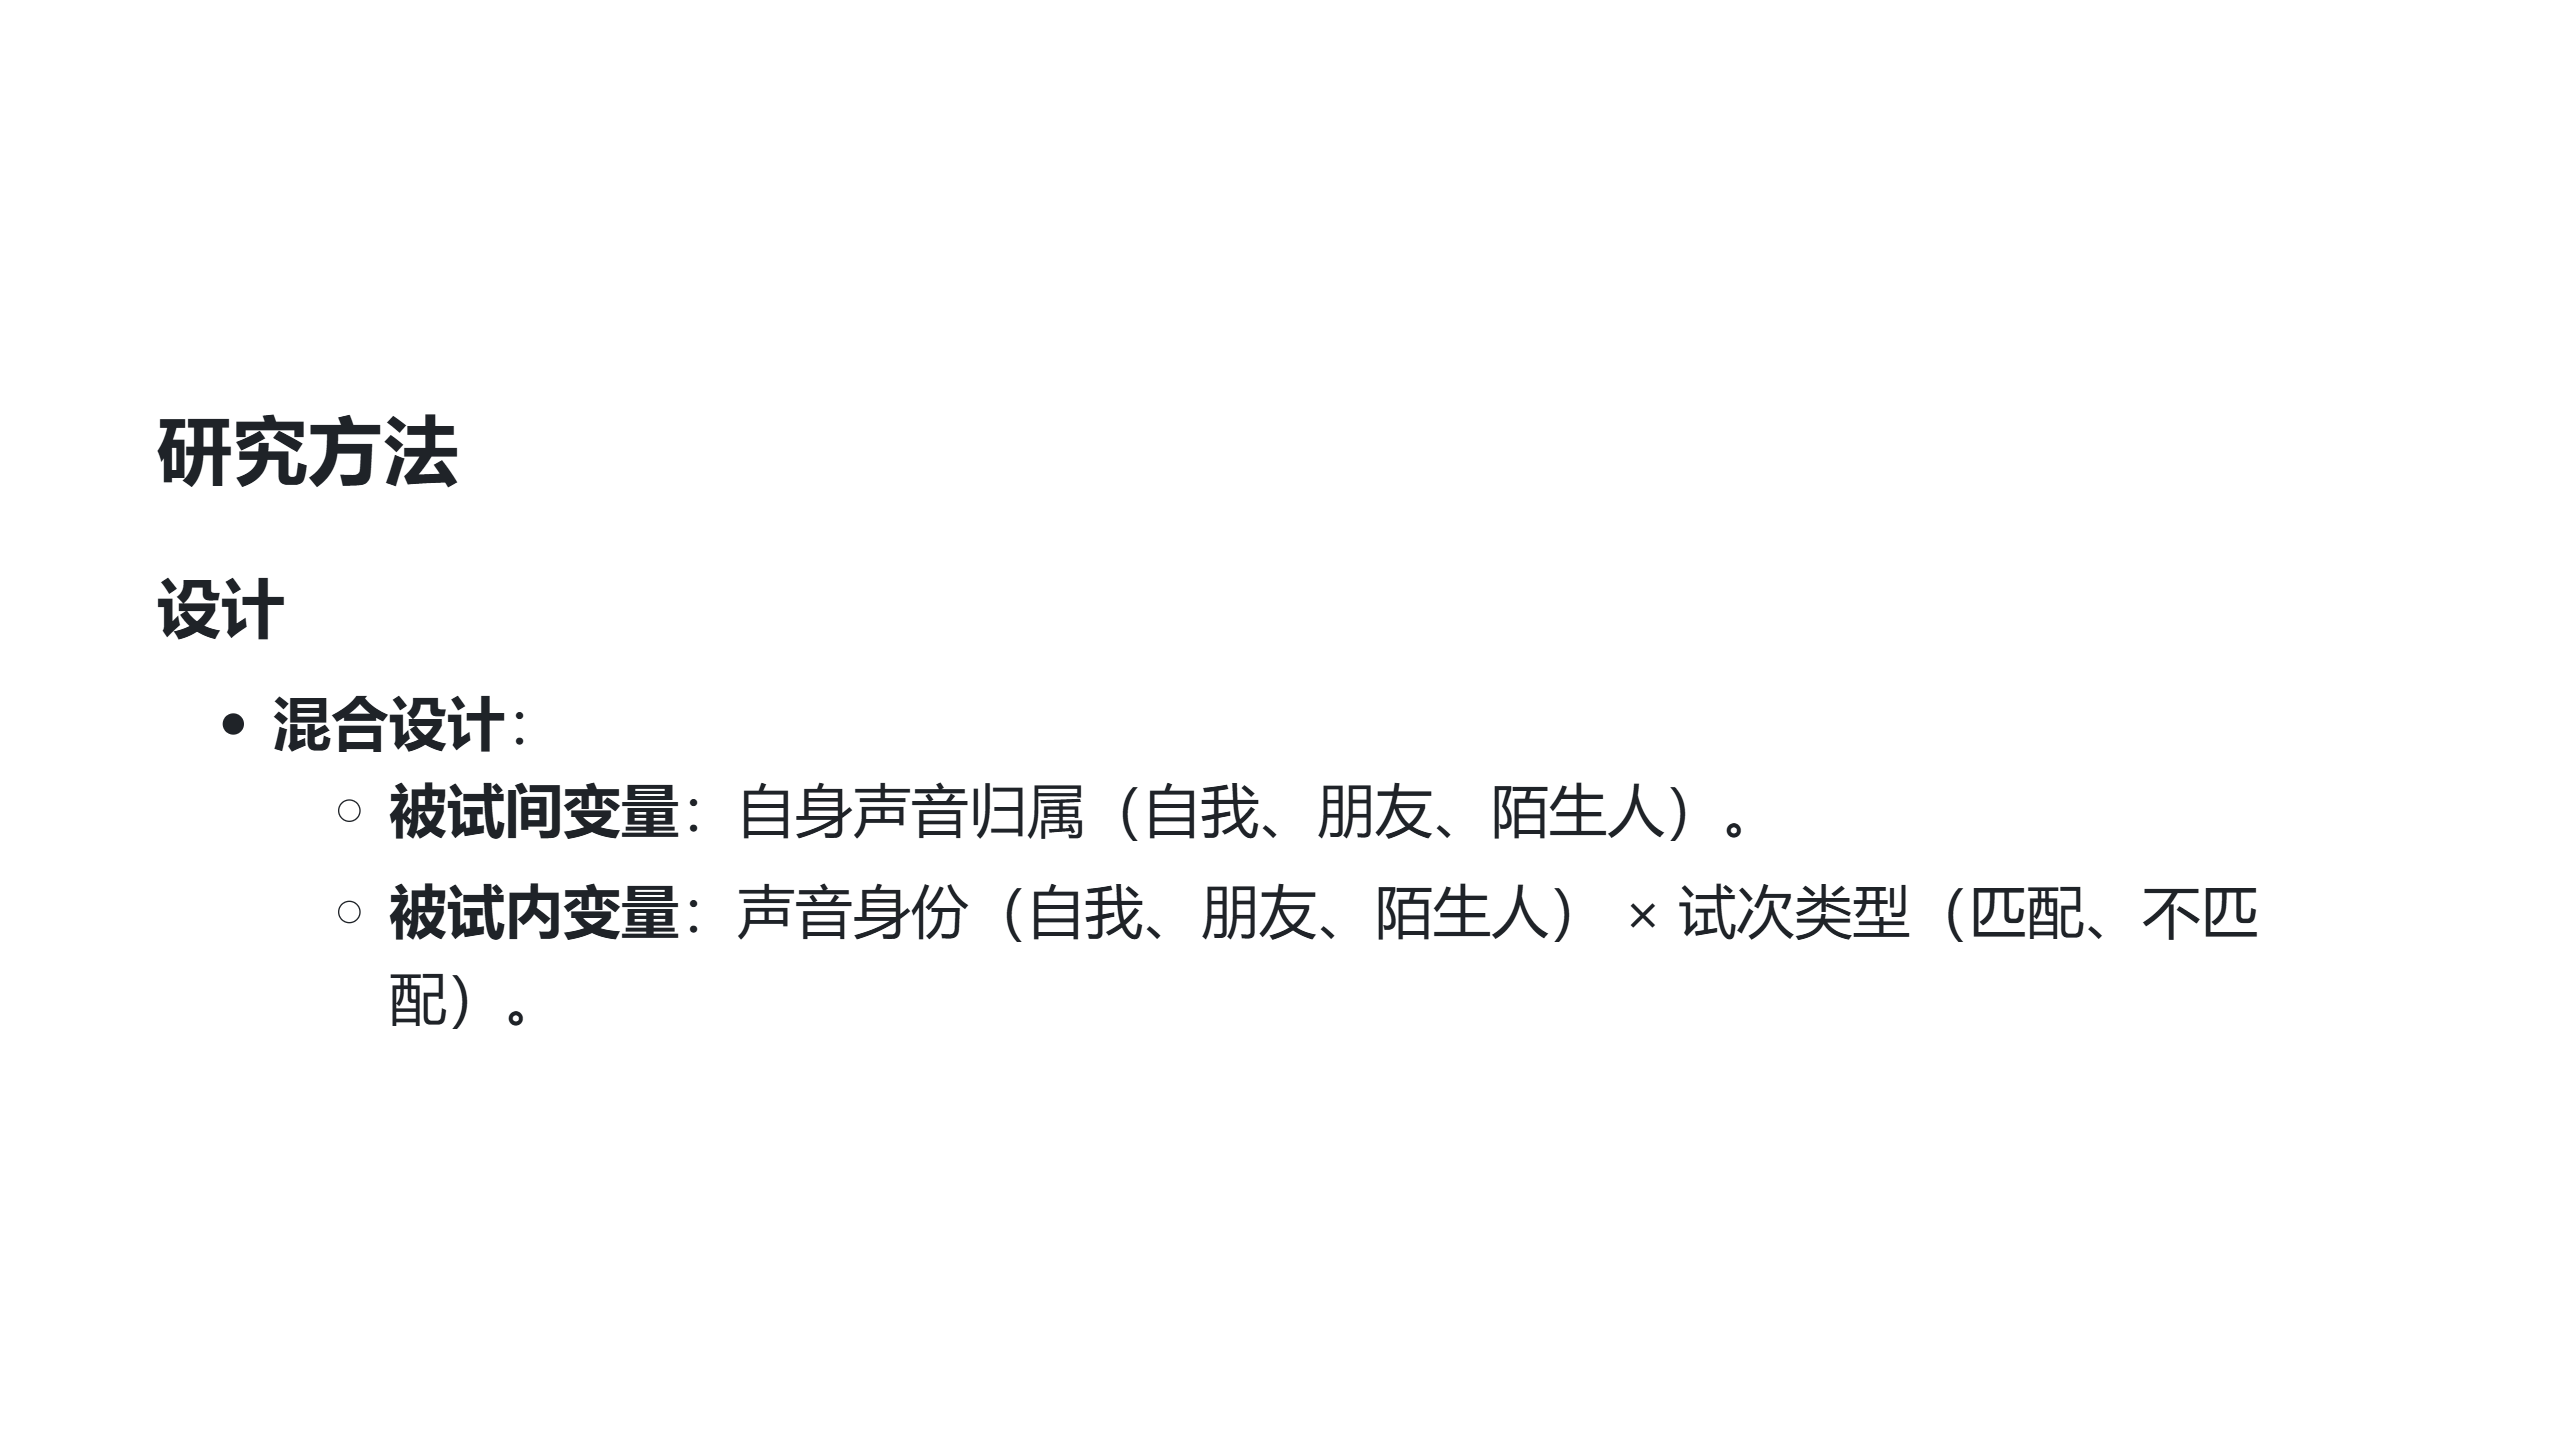 研究方法
设计
• 混合设计：
○ 被试间变量：自身声音归属（自我、朋友、陌生人）。
○ 被试内变量：声音身份（自我、朋友、陌生人） × 试次类型（匹配、不匹
配）。